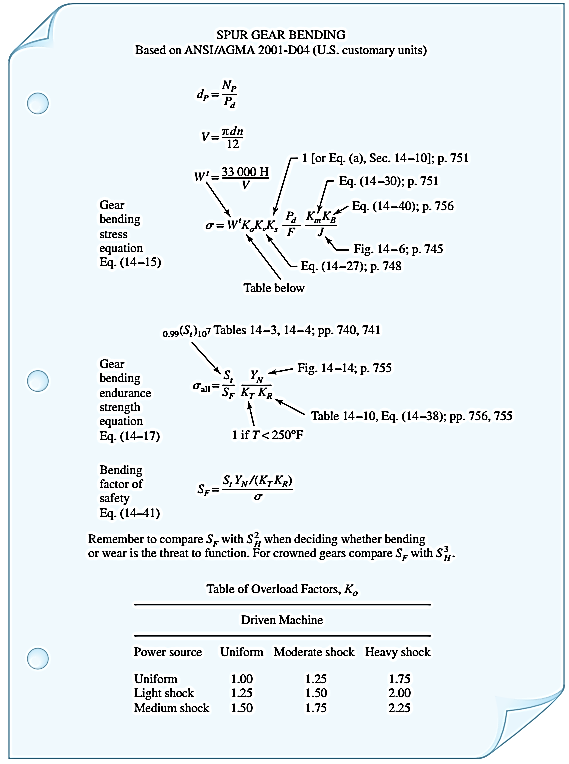 SPUR GEAR BENDING
Based on ANSI/AGMA 2001-D04 (U.S. customary units)
d_P = N_P / P_d
V = πdn / 12
1 [or Eq. (a), Sec. 14–10]; p. 751
W^t = 33 000 H / V
Eq. (14–30); p. 751
Eq. (14–40); p. 756
Gear
bending
stress
equation
Eq. (14–15)
σ = W^t K_o K_v K_s P_d / F K_m K_B / J
Fig. 14–6; p. 745
Eq. (14–27); p. 748
Table below
0.99(S_t)10^7 Tables 14–3, 14–4; pp. 740, 741
Gear
bending
endurance
strength
equation
Eq. (14–17)
σ_all = S_t / S_F Y_N / K_T K_R
Fig. 14–14; p. 755
Table 14–10, Eq. (14–38); pp. 756, 755
1 if T < 250°F
Bending
factor of
safety
Eq. (14–41)
S_F = S_t Y_N /(K_T K_R) / σ
Remember to compare S_F with S_H^2 when deciding whether bending
or wear is the threat to function. For crowned gears compare S_F with S_H^3.
Table of Overload Factors, K_o
Driven Machine
Power source Uniform Moderate shock Heavy shock
Uniform 1.00 1.25 1.75
Light shock 1.25 1.50 2.00
Medium shock 1.50 1.75 2.25